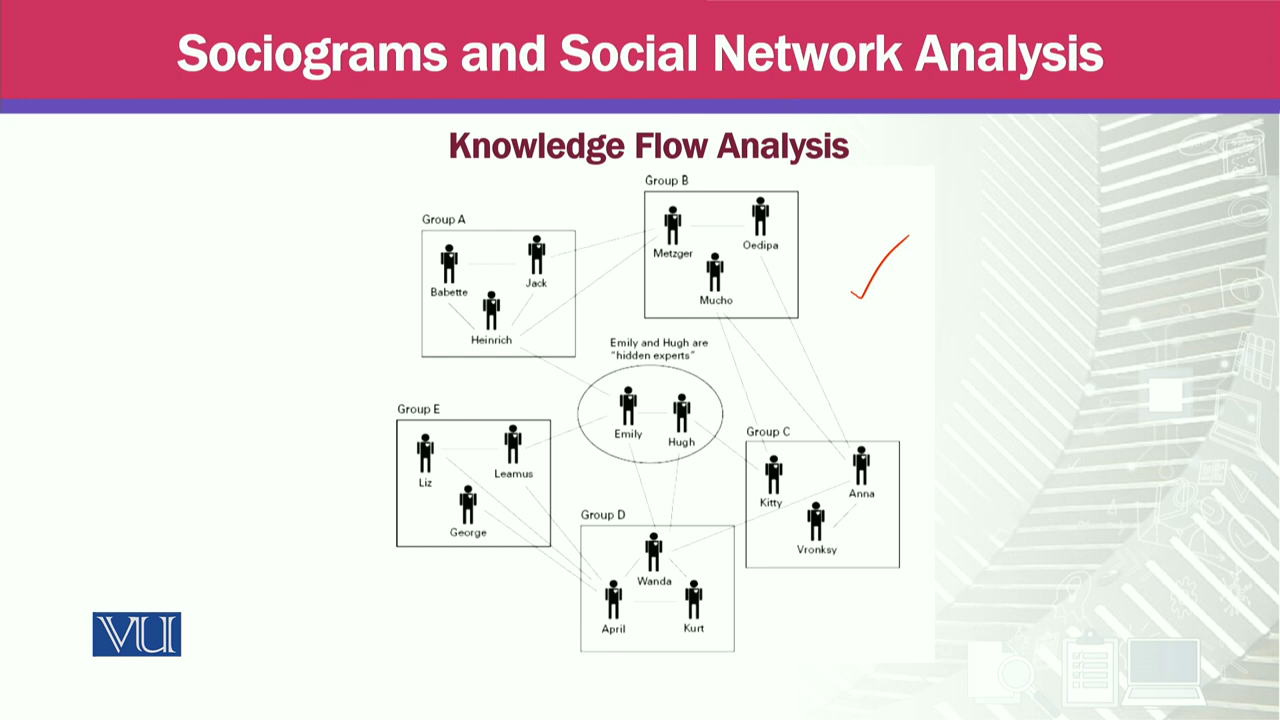 Sociograms and Social Network Analysis
Knowledge Flow Analysis
Group B
Metzger
Oedipa
Mucho
Group A
Babette
Jack
Heinrich
Emily and Hugh are
"hidden experts"
Emily
Hugh
Group E
Liz
Leamus
George
Group C
Kitty
Anna
Vronksy
Group D
Wanda
April
Kurt
VU